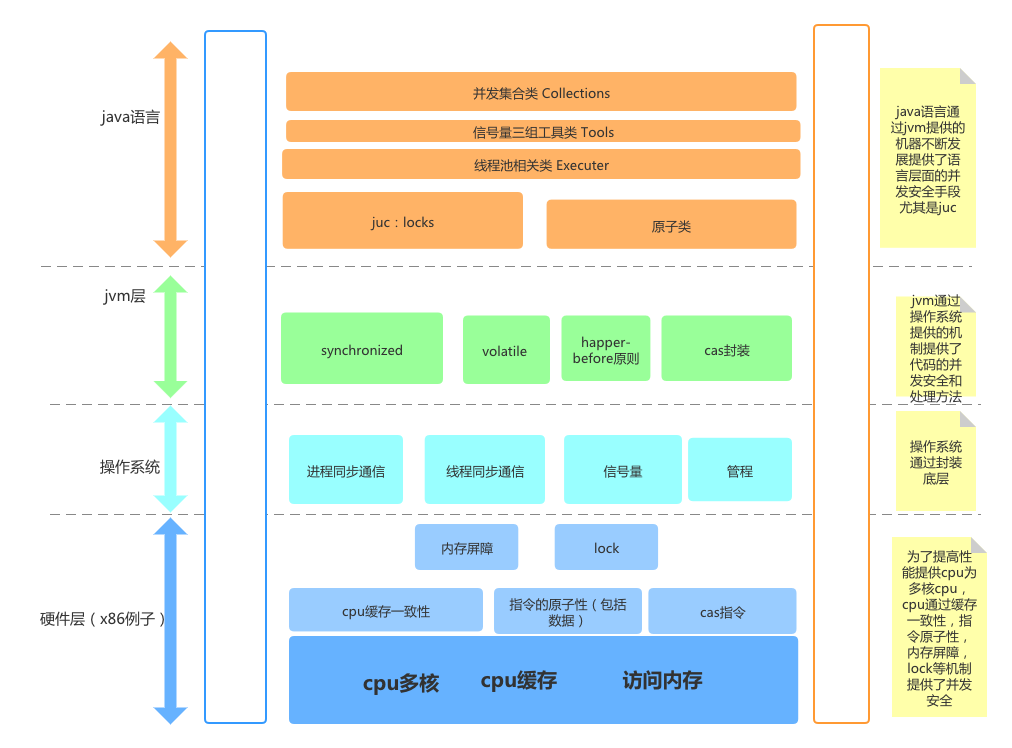 java语言
并发集合类 Collections
信号量三组工具类 Tools
线程池相关类 Executer
juc：locks
原子类
java语言通
过jvm提供的
机器不断发
展提供了语
言层面的并
发安全手段
尤其是juc
jvm层
synchronized
volatile
happer-
before原则
cas封装
jvm通过
操作系统
提供的机
制提供了
代码的并
发安全和
处理方法
操作系统
进程同步通信
线程同步通信
信号量
管程
操作系统
通过封装
底层
硬件层（x86例子）
内存屏障
lock
cpu缓存一致性
指令的原子性（包括
数据）
cas指令
cpu多核
cpu缓存
访问内存
为了提高性
能提供cpu为
多核cpu，
cpu通过缓存
一致性，指
令原子性，
内存屏障，
lock等机制
提供了并发
安全